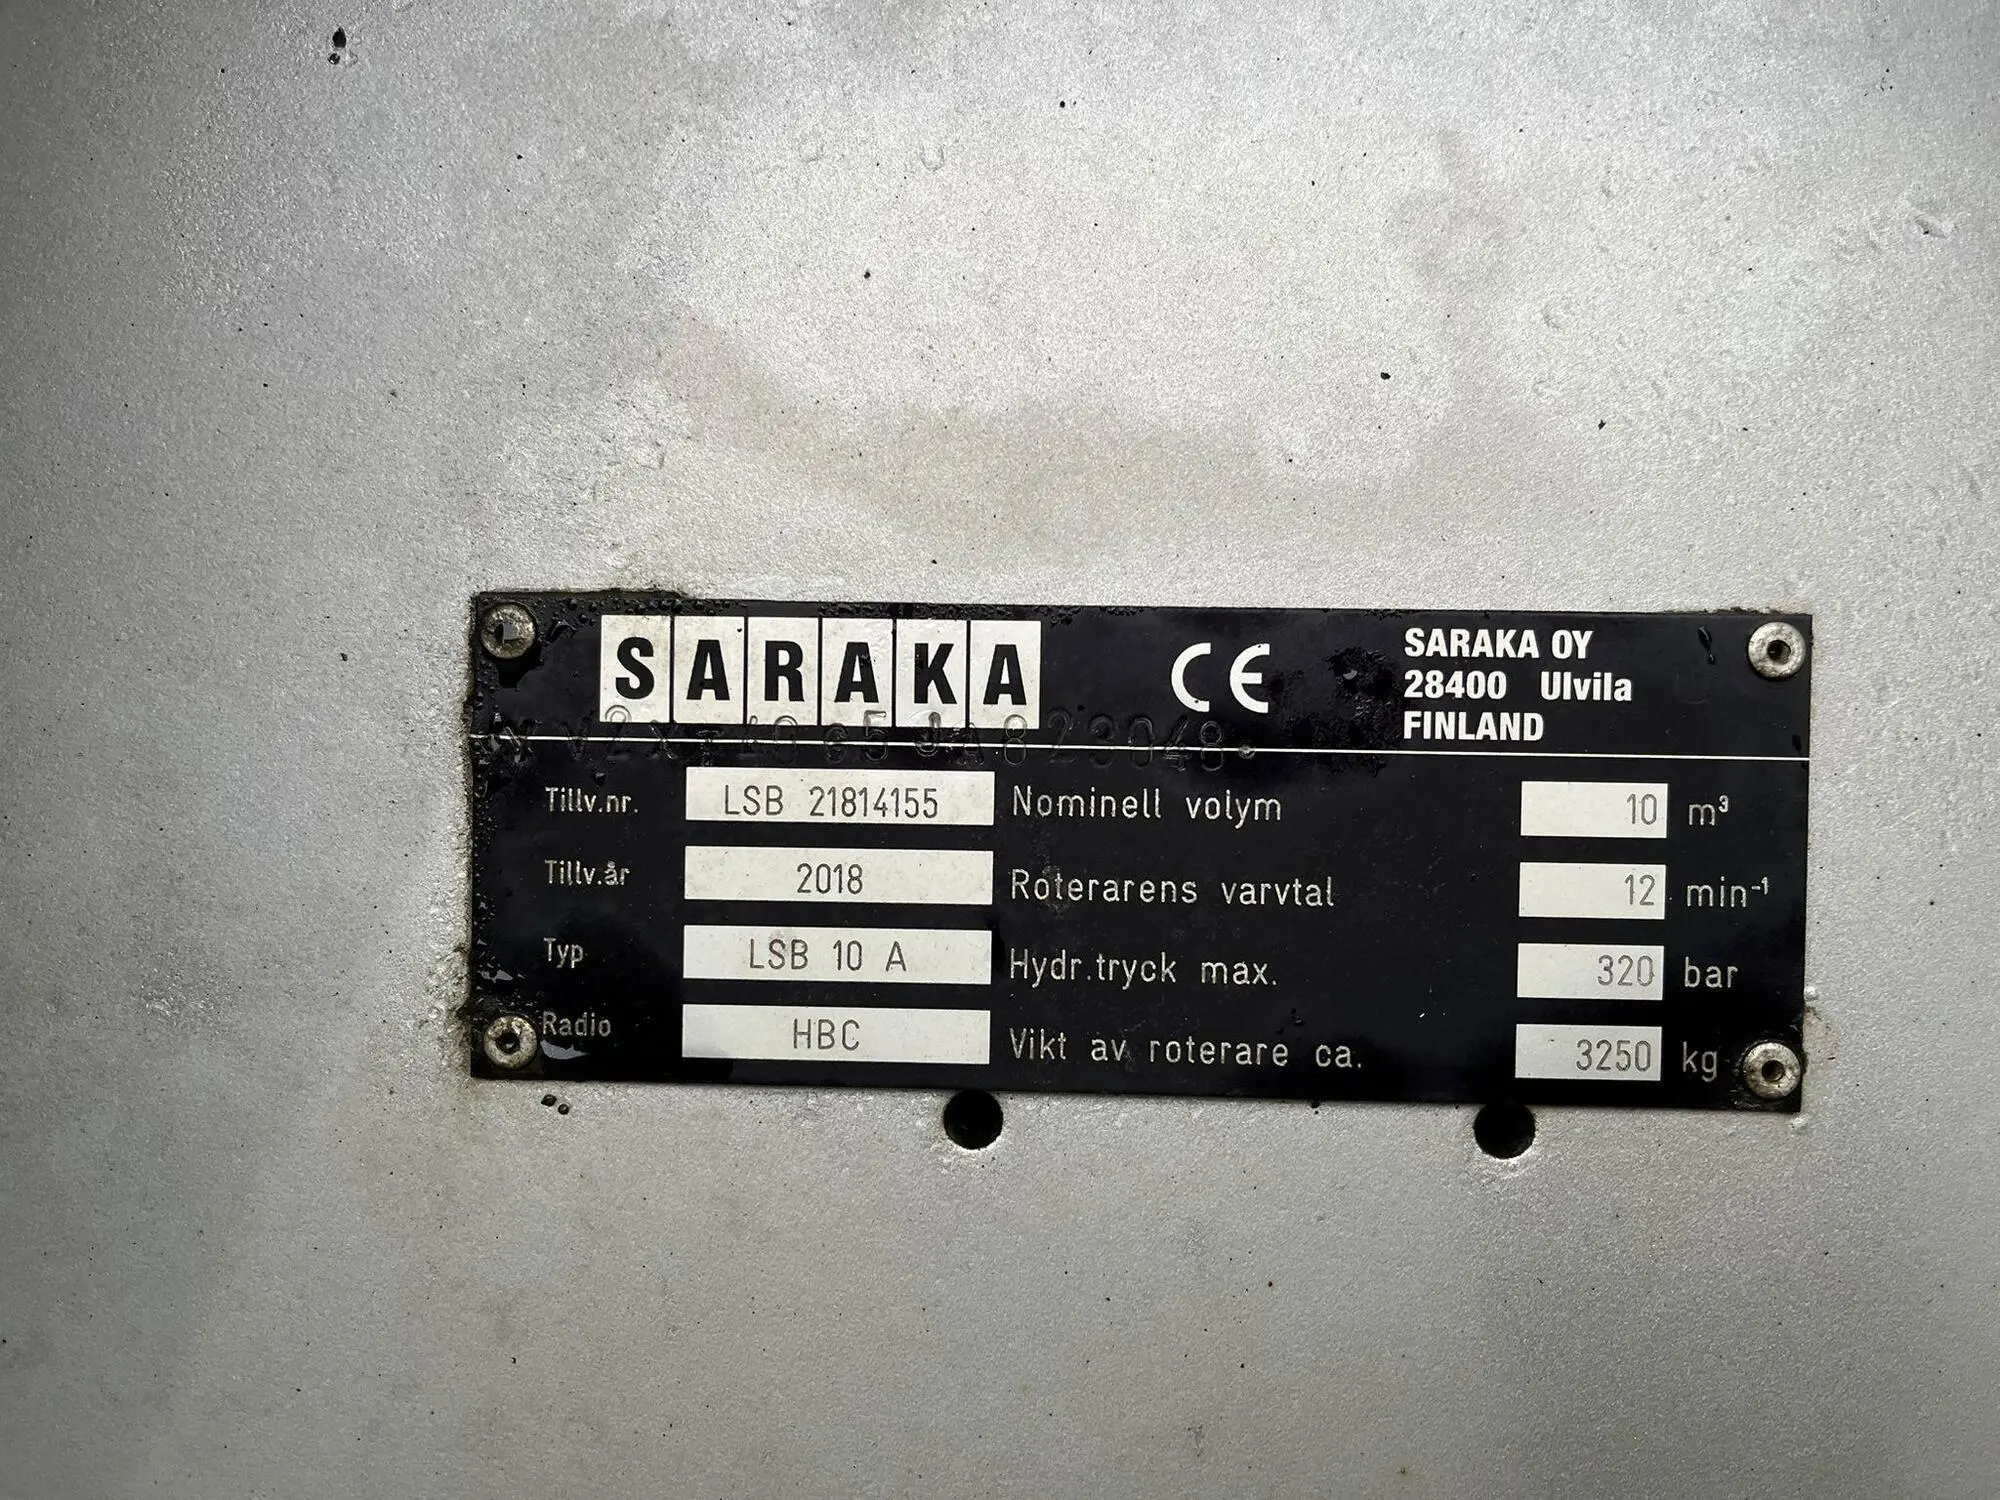 SARAKA CE SARAKA OY
28400 Ulvila
FINLAND
Tillv.nr. LSB 21814155 Nominell volym 10 m³
Tillv.år 2018 Roterarens varvtal 12 min⁻¹
Typ LSB 10 A Hydr.tryck max. 320 bar
Radio HBC Vikt av roterare ca. 3250 kg